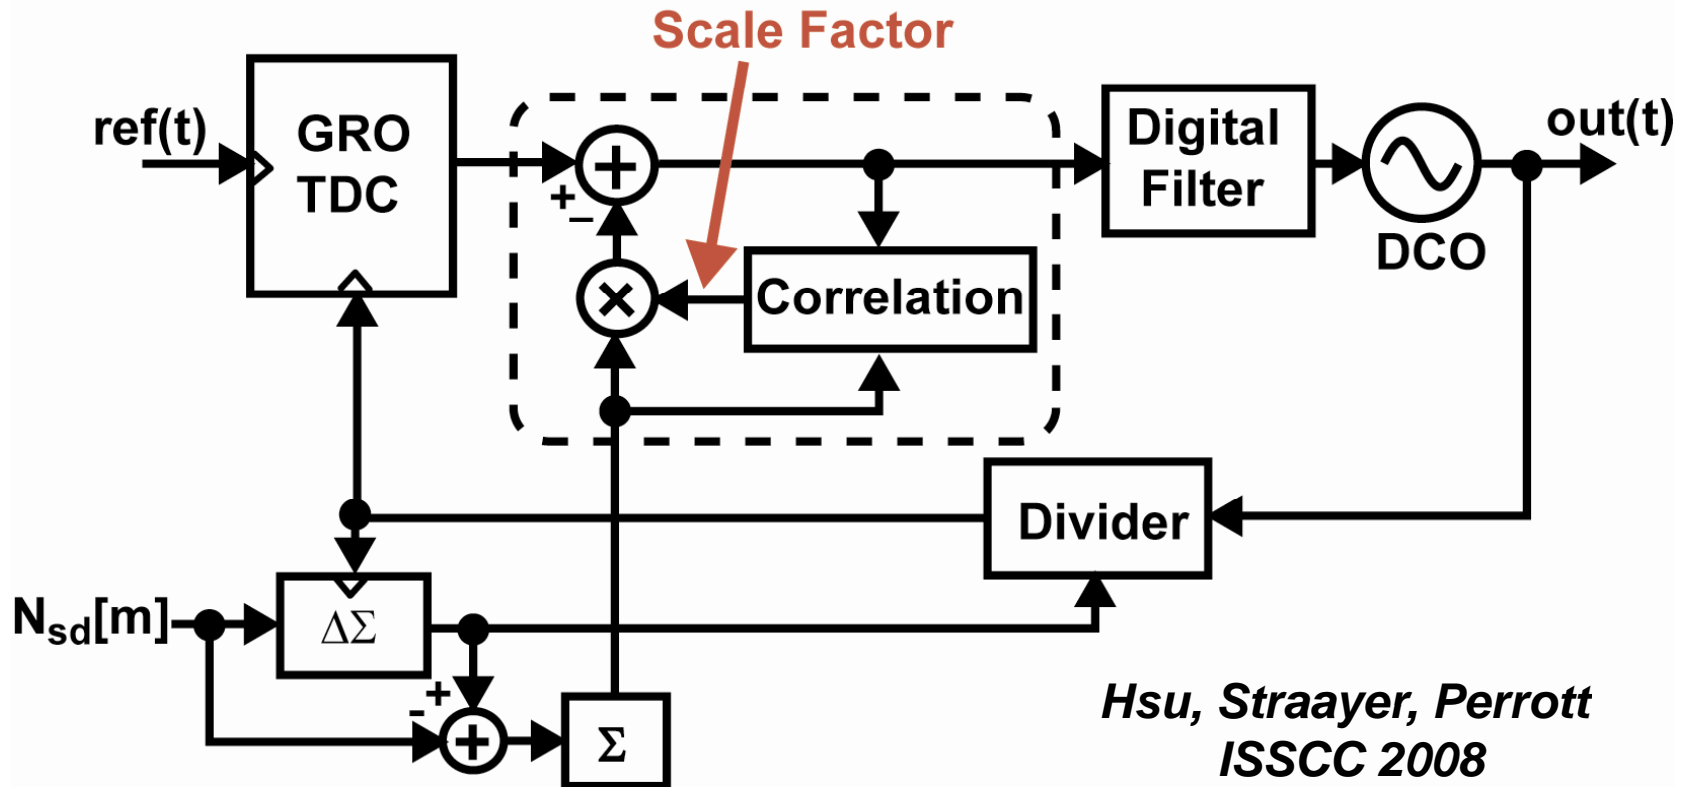 Scale Factor
ref(t)
GRO
TDC
+
+
–
×
Correlation
Digital
Filter
DCO
out(t)
Divider
N_sd[m]
ΔΣ
+
-
+
Σ
Hsu, Straayer, Perrott
ISSCC 2008